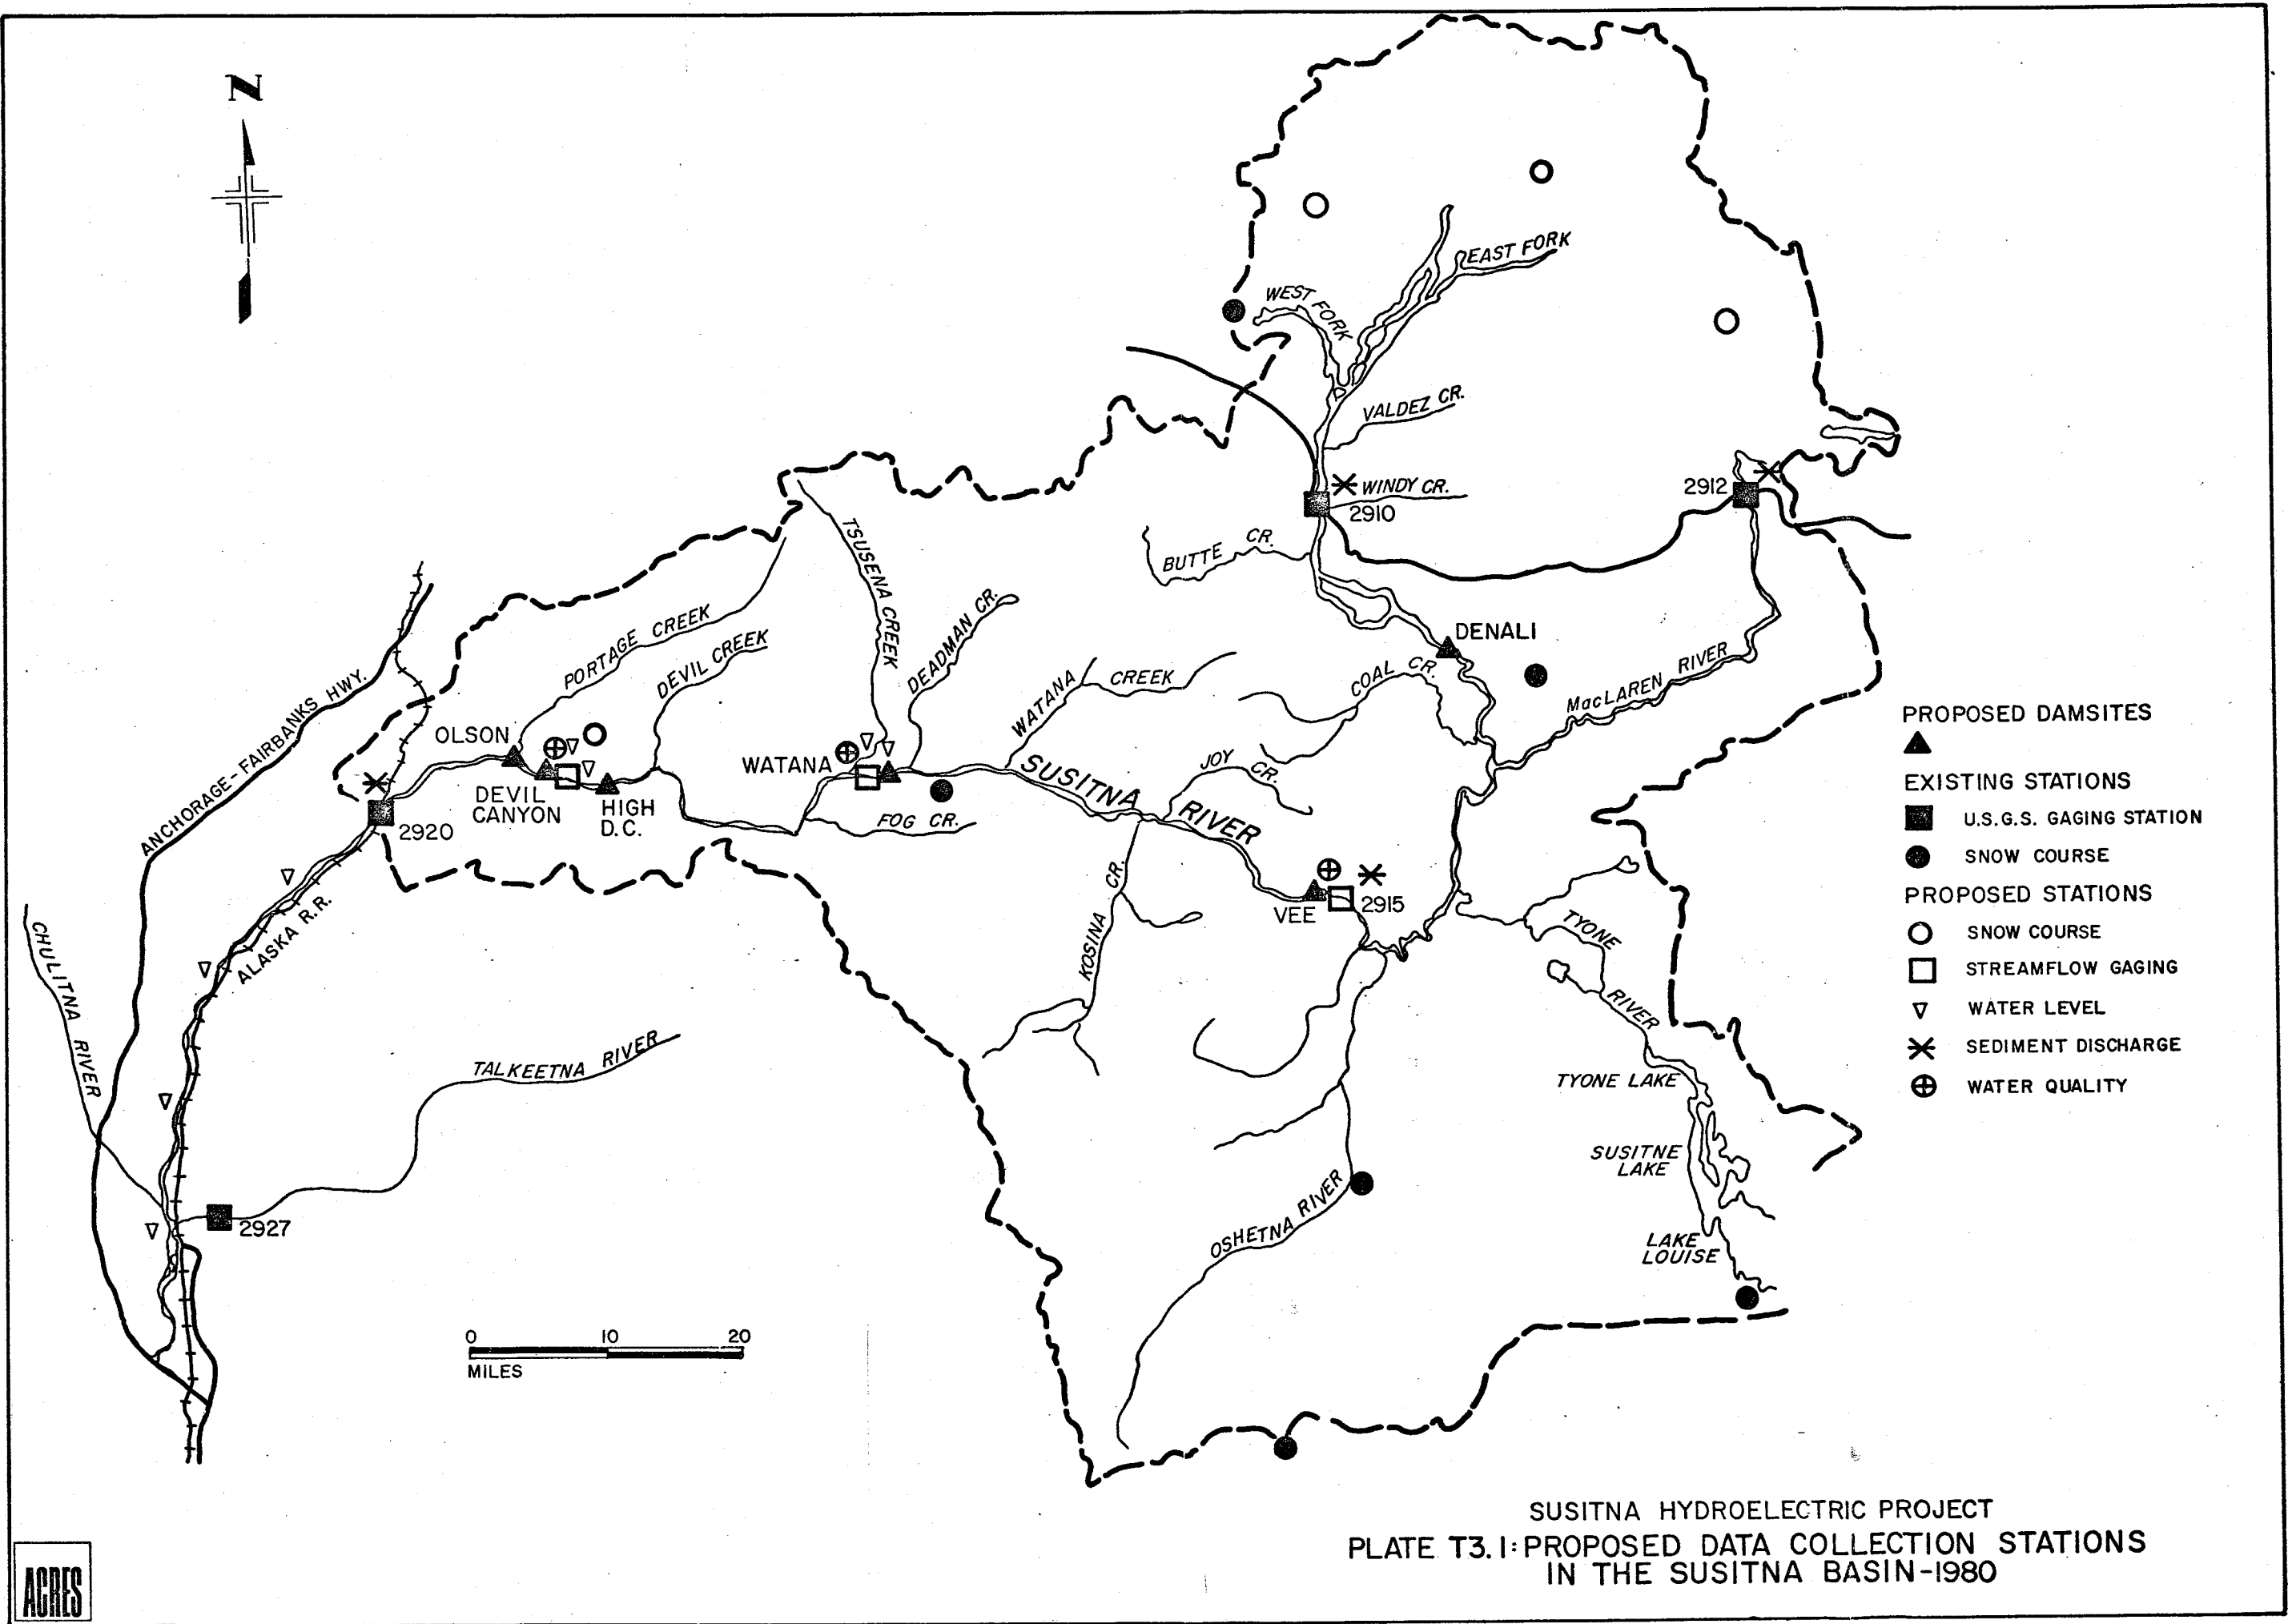 N
EAST FORK
WEST FORK
VALDEZ CR.
WINDY CR.
2910
2912
BUTTE CR.
TSUSENA CREEK
DEADMAN CR.
PORTAGE CREEK
DEVIL CREEK
DENALI
COAL CR.
MacLAREN RIVER
WATANA CREEK
JOY CR.
ANCHORAGE-FAIRBANKS HWY.
OLSON
WATANA
SUSITNA RIVER
DEVIL
CANYON
HIGH
D.C.
FOG CR.
2920
VEE
2915
KOSINA CR.
TYONE RIVER
ALASKA R.R.
CHULITNA RIVER
TALKEETNA RIVER
TYONE LAKE
SUSITNE
LAKE
OSHETNA RIVER
LAKE
LOUISE
2927
0 10 20
MILES
PROPOSED DAMSITES
EXISTING STATIONS
U.S.G.S. GAGING STATION
SNOW COURSE
PROPOSED STATIONS
SNOW COURSE
STREAMFLOW GAGING
WATER LEVEL
SEDIMENT DISCHARGE
WATER QUALITY
SUSITNA HYDROELECTRIC PROJECT
PLATE T3.1: PROPOSED DATA COLLECTION STATIONS
IN THE SUSITNA BASIN-1980
ACRES